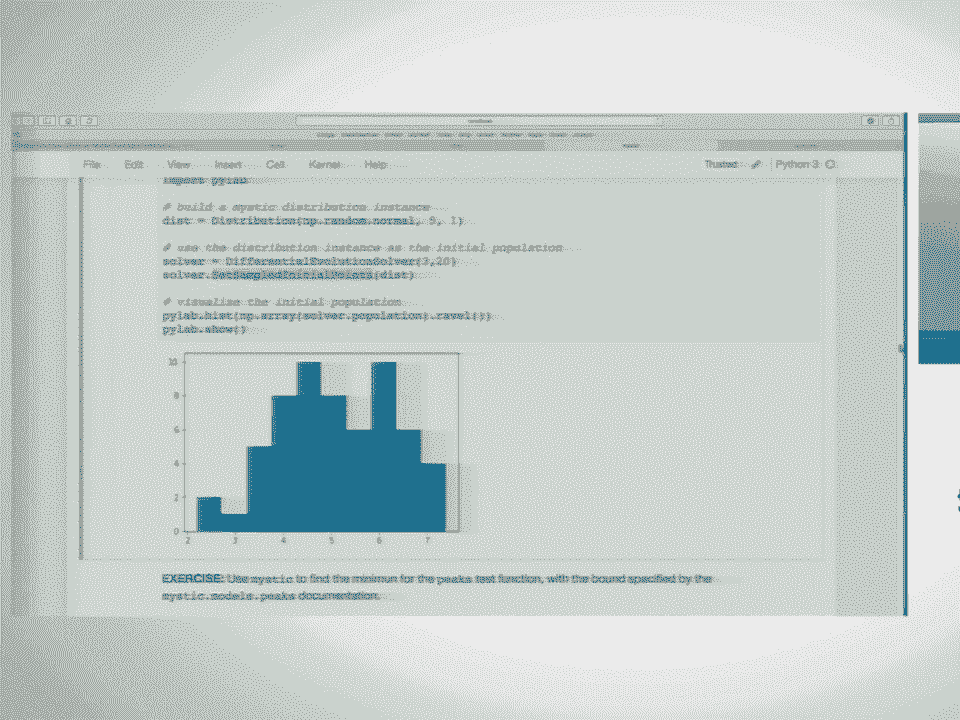 File Edit View Insert Cell Kernel Help Trusted Python 3
import pylab
# build a mystic distribution instance
dist = Distribution(np.random.normal, 5, 1)
# use the distribution instance as the initial population
solver = DifferentialEvolutionSolver(3,20)
solver.SetSampledInitialPoints(dist)
# visualize the initial population
pylab.hist(np.array(solver.population).ravel())
pylab.show()
10
8
6
4
2
0
2 3 4 5 6 7
EXERCISE: Use mystic to find the minimun for the peaks test function, with the bound specified by the
mystic.models.peaks documentation.